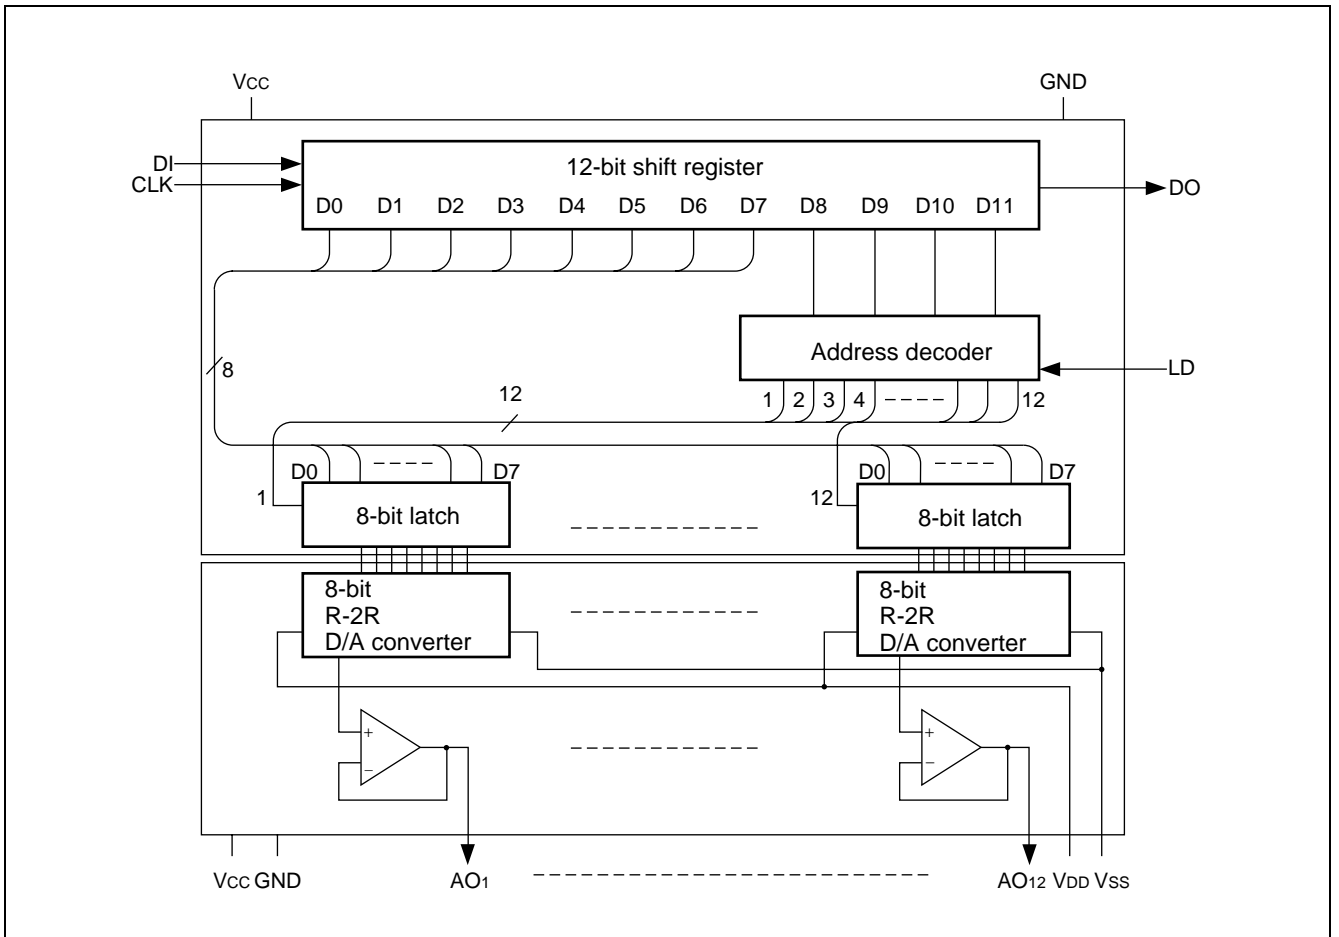 VCC GND
DI
CLK
12-bit shift register
DO
D0 D1 D2 D3 D4 D5 D6 D7 D8 D9 D10 D11
8
Address decoder
LD
12
1 2 3 4 12
D0 D7
D0 D7
1
8-bit latch
12
8-bit latch
8-bit
R-2R
D/A converter
8-bit
R-2R
D/A converter
+
−
+
−
VCC GND AO1 AO12 VDD VSS